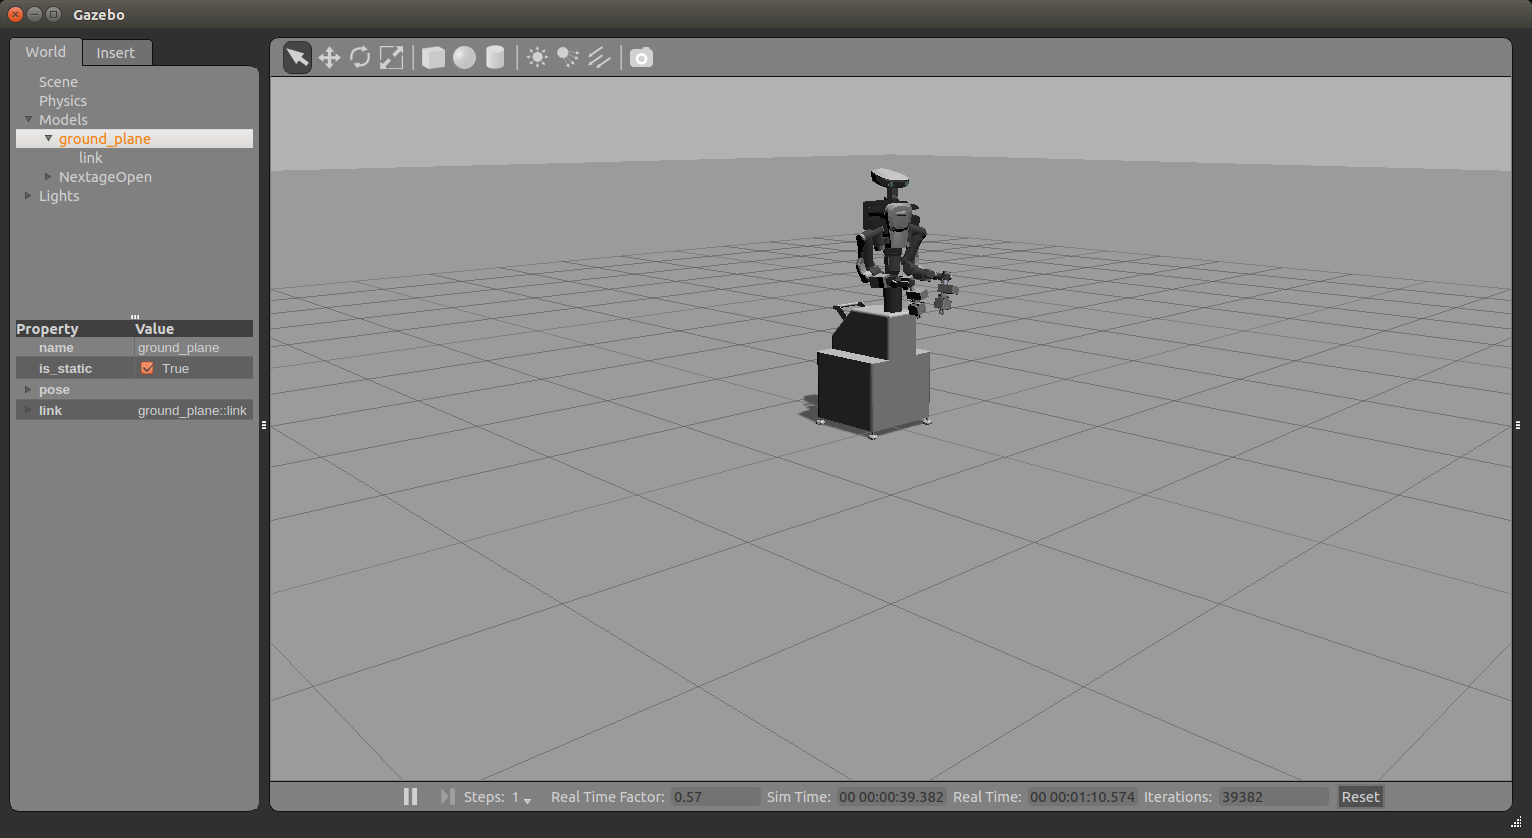 Gazebo
World Insert
Scene
Physics
Models
ground_plane
link
NextageOpen
Lights
Property Value
name ground_plane
is_static True
pose
link ground_plane::link
Steps: 1 Real Time Factor: 0.57 Sim Time: 00 00:00:39.382 Real Time: 00 00:01:10.574 Iterations: 39382 Reset